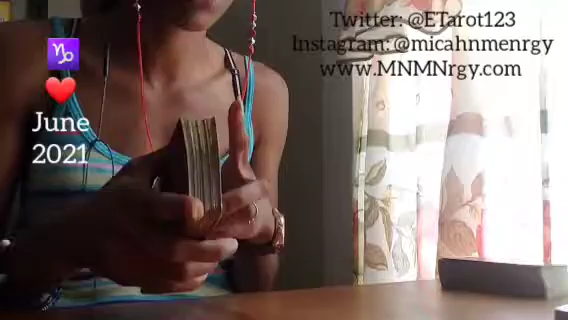 Twitter: @ETarot123
Instagram: @micahnmenrgy
www.MNMNrgy.com
♑
❤️
June
2021